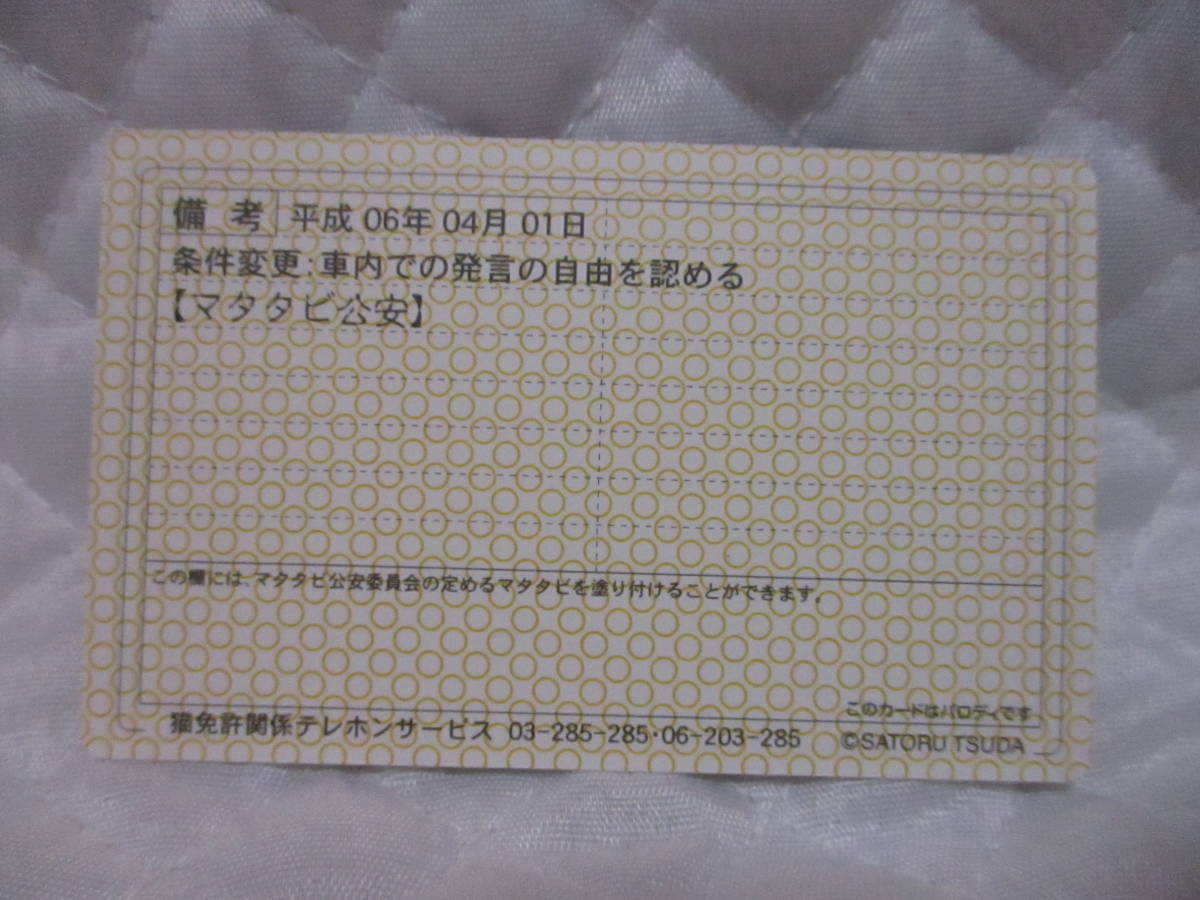 備 考 平成 06年 04月 01日
条件変更:車内での発言の自由を認める
【マタタビ公安】
この欄には、マタタビ公安委員会の定めるマタタビを塗り付けることができます。
このカードはパロディです
猫免許関係テレホンサービス 03-285-285・06-203-285 ©SATORU TSUDA